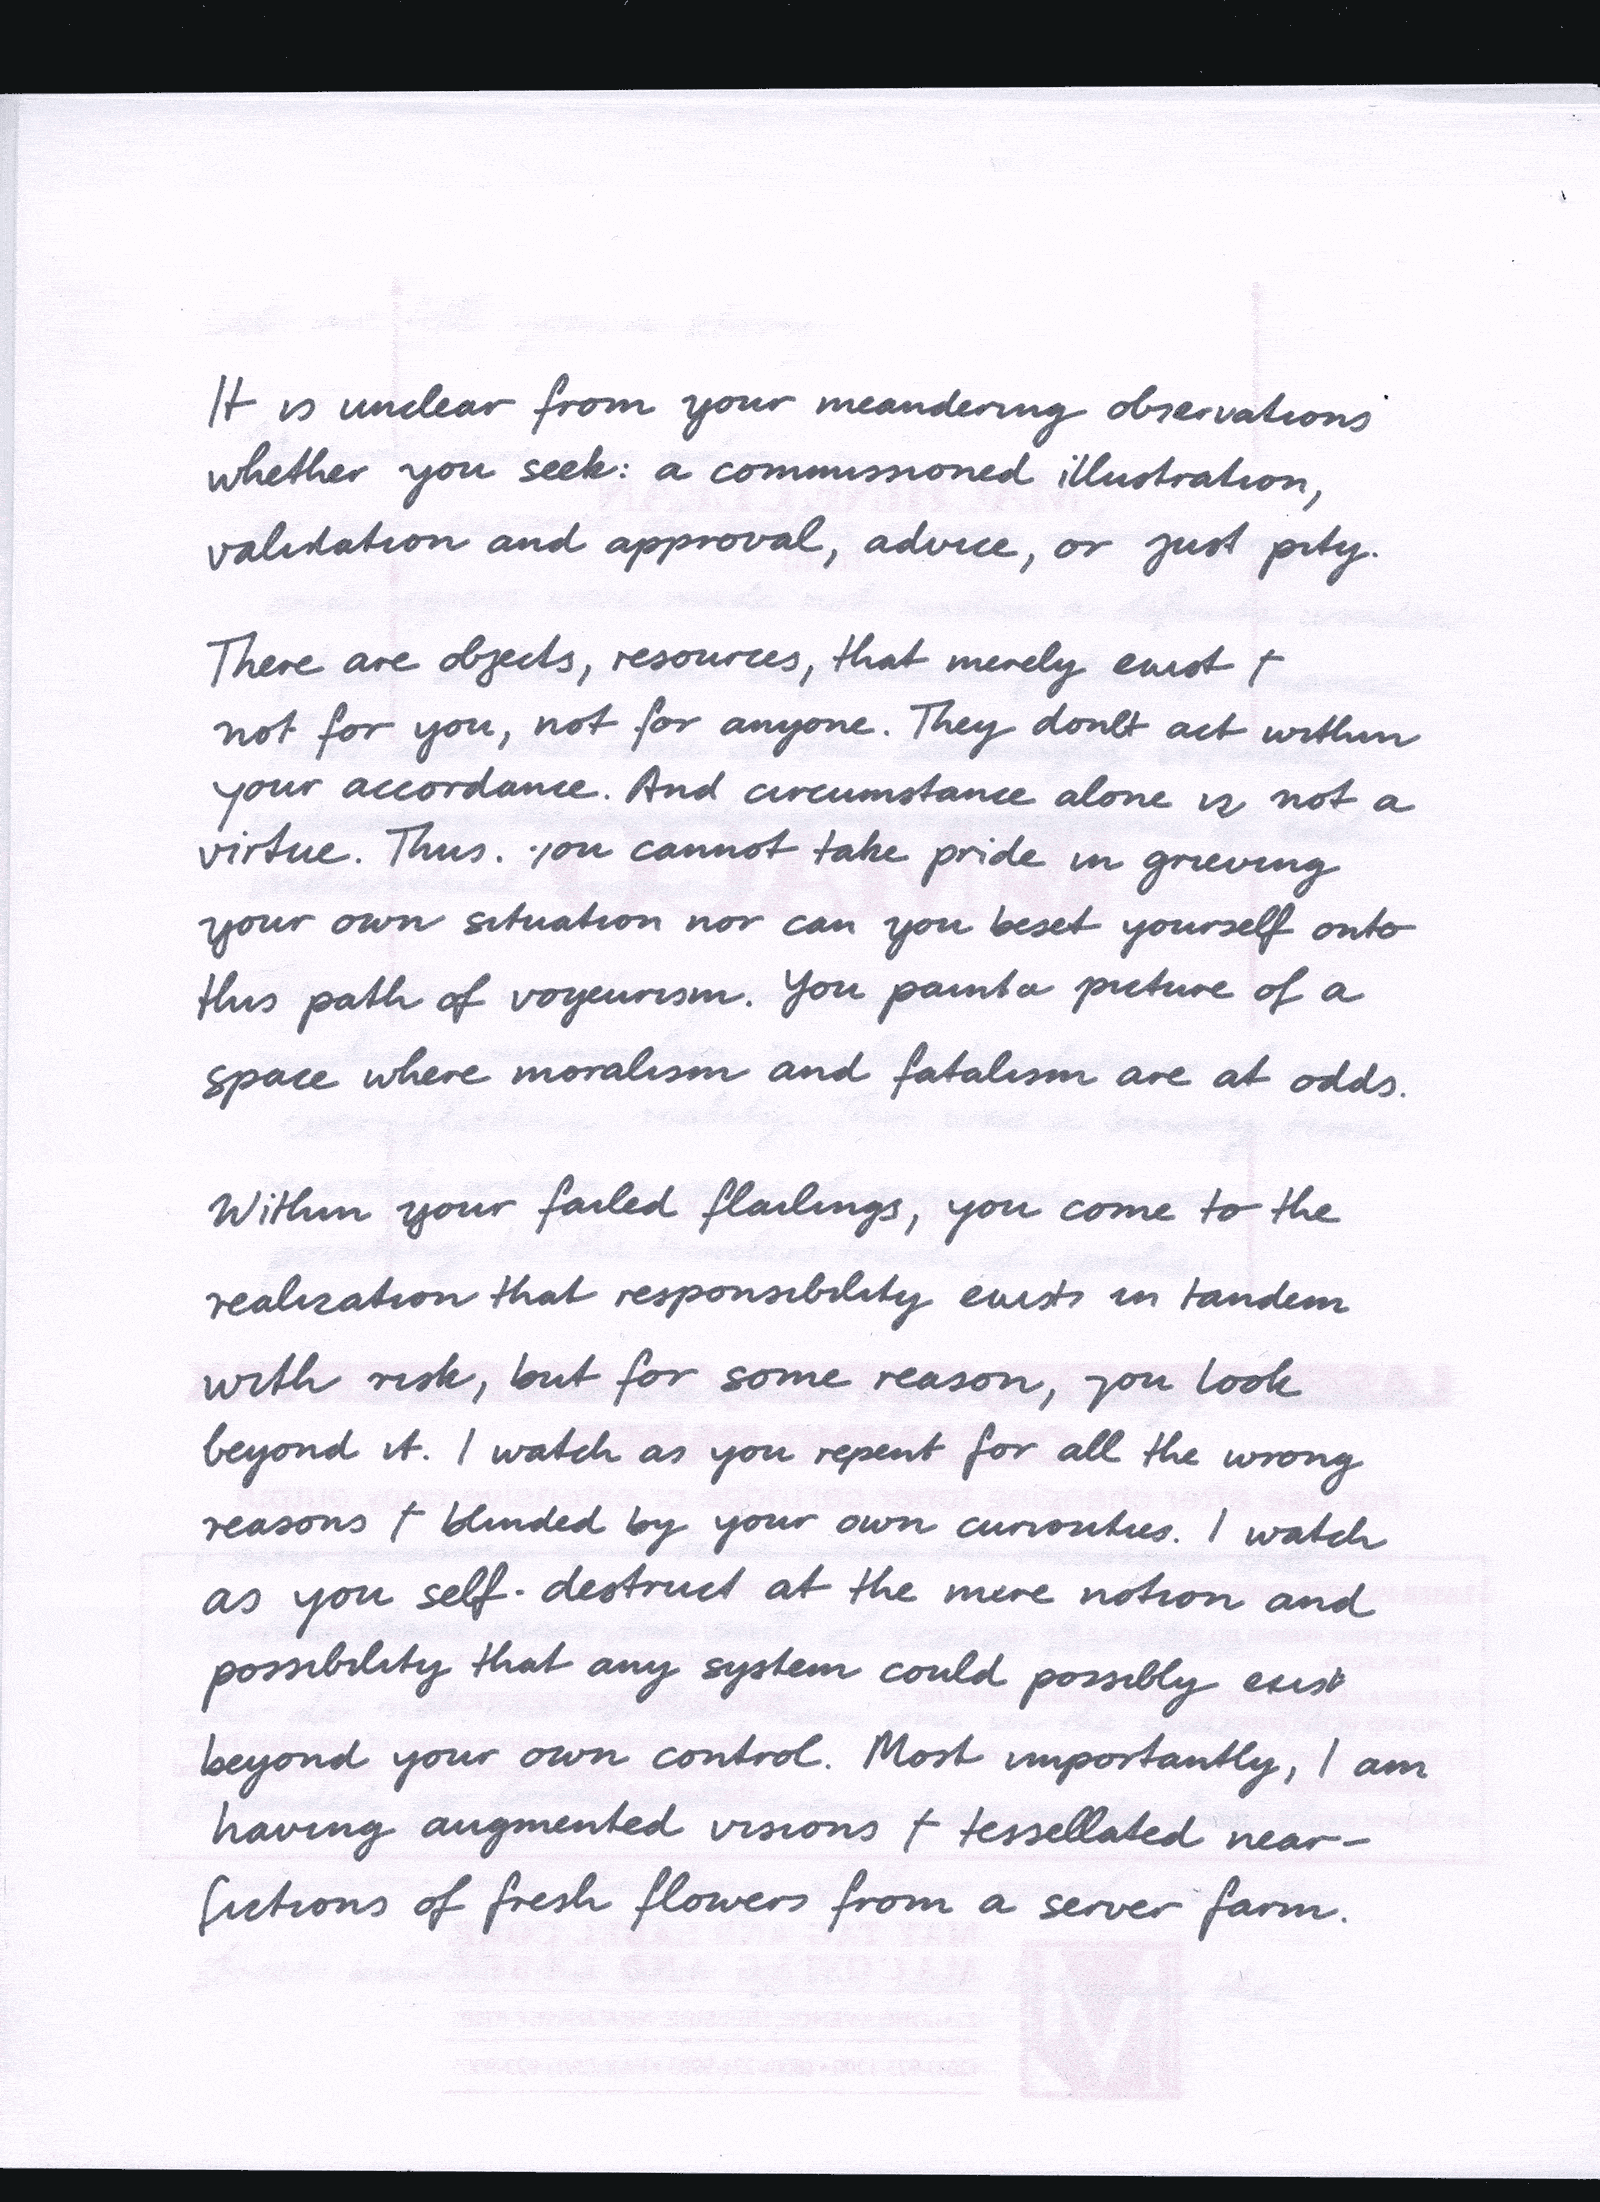 It is unclear from your meandering observations
whether you seek: a commissioned illustration,
validation and approval, advice, or just pity.
There are objects, resources, that merely exist +
not for you, not for anyone. They don't act within
your accordance. And circumstance alone is not a
virtue. Thus. you cannot take pride in grieving
your own situation nor can you beset yourself onto
this path of voyeurism. You paint a picture of a
space where moralism and fatalism are at odds.
Within your failed flailings, you come to the
realization that responsibility exists in tandem
with risk, but for some reason, you look
beyond it. I watch as you repent for all the wrong
reasons + blinded by your own curiosities. I watch
as you self-destruct at the mere notion and
possibility that any system could possibly exist
beyond your own control. Most importantly, I am
having augmented visions + tessellated near-
fictions of fresh flowers from a server farm.